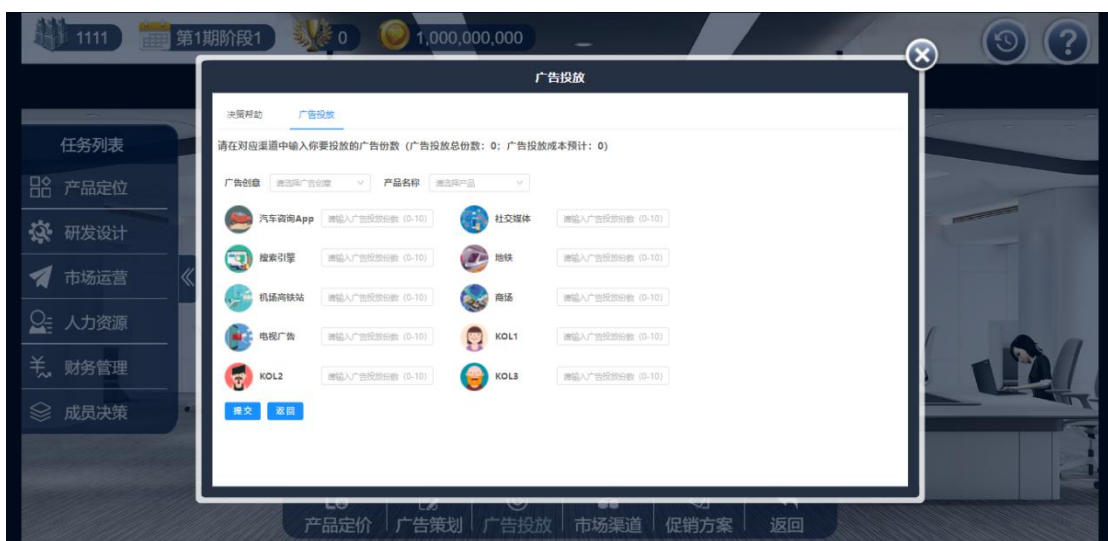 1111 第1期阶段1 0 1,000,000,000
广告投放
决策帮助 广告投放
请在对应渠道中输入你要投放的广告份数 (广告投放总份数: 0; 广告投放成本预计: 0)
广告创意 请选择广告创意 产品名称 请选择产品
汽车咨询App 请输入广告投放份数 (0-10) 社交媒体 请输入广告投放份数 (0-10)
搜索引擎 请输入广告投放份数 (0-10) 地铁 请输入广告投放份数 (0-10)
机场高铁站 请输入广告投放份数 (0-10) 商场 请输入广告投放份数 (0-10)
电视广告 请输入广告投放份数 (0-10) KOL1 请输入广告投放份数 (0-10)
KOL2 请输入广告投放份数 (0-10) KOL3 请输入广告投放份数 (0-10)
提交 返回
任务列表
产品定位
研发设计
市场运营
人力资源
财务管理
成员决策
产品定价 广告策划 广告投放 市场渠道 促销方案 返回